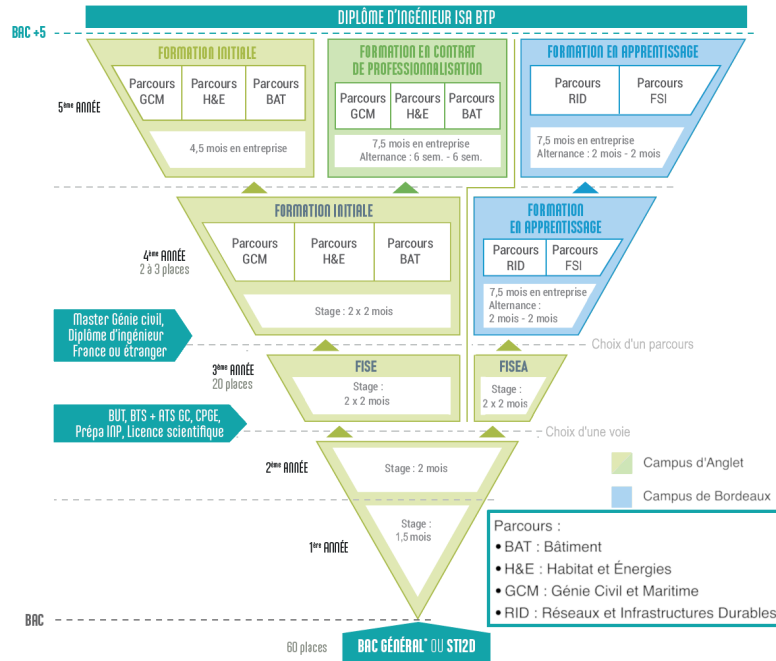 DIPLÔME D'INGÉNIEUR ISA BTP
BAC +5
FORMATION INITIALE
Parcours GCM
Parcours H&E
Parcours BAT
4,5 mois en entreprise
FORMATION EN CONTRAT
DE PROFESSIONNALISATION
Parcours GCM
Parcours H&E
Parcours BAT
7,5 mois en entreprise
Alternance : 6 sem. - 6 sem.
FORMATION EN APPRENTISSAGE
Parcours RID
Parcours FSI
7,5 mois en entreprise
Alternance : 2 mois - 2 mois
5ème ANNÉE
FORMATION INITIALE
Parcours GCM
Parcours H&E
Parcours BAT
Stage : 2 x 2 mois
FORMATION
EN APPRENTISSAGE
Parcours RID
Parcours FSI
7,5 mois en entreprise
Alternance :
2 mois - 2 mois
4ème ANNÉE
2 à 3 places
Master Génie civil,
Diplôme d'ingénieur
France ou étranger
Choix d'un parcours
3ème ANNÉE
20 places
FISE
Stage :
2 x 2 mois
FISEA
Stage :
2 x 2 mois
BUT, BTS + ATS GC, CPGE,
Prépa INP, Licence scientifique
Choix d'une voie
2ème ANNÉE
Stage : 2 mois
1ère ANNÉE
Stage :
1,5 mois
Campus d'Anglet
Campus de Bordeaux
Parcours :
• BAT : Bâtiment
• H&E : Habitat et Énergies
• GCM : Génie Civil et Maritime
• RID : Réseaux et Infrastructures Durables
BAC
60 places
BAC GÉNÉRAL* OU STI2D